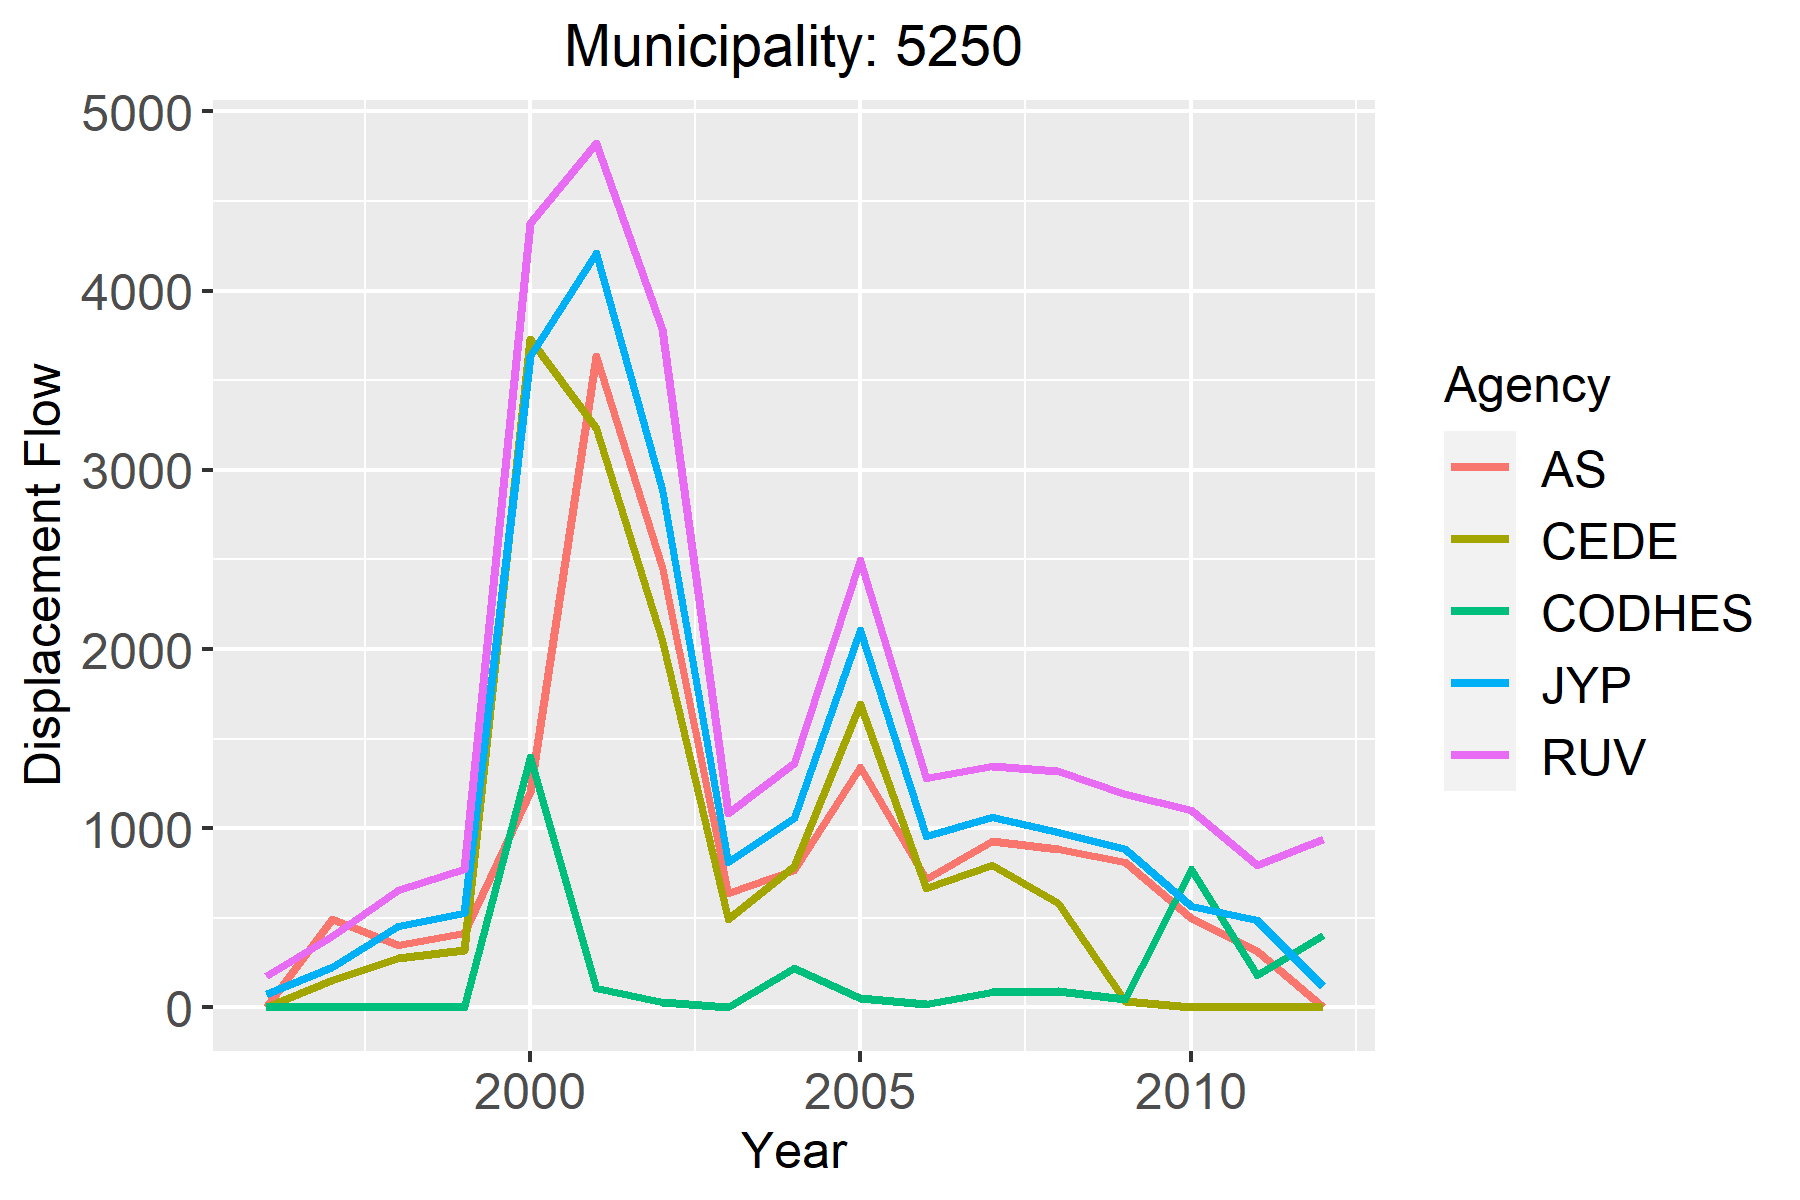 Municipality: 5250
5000
4000
3000
2000
1000
0
Displacement Flow
2000 2005 2010
Year
Agency
AS
CEDE
CODHES
JYP
RUV